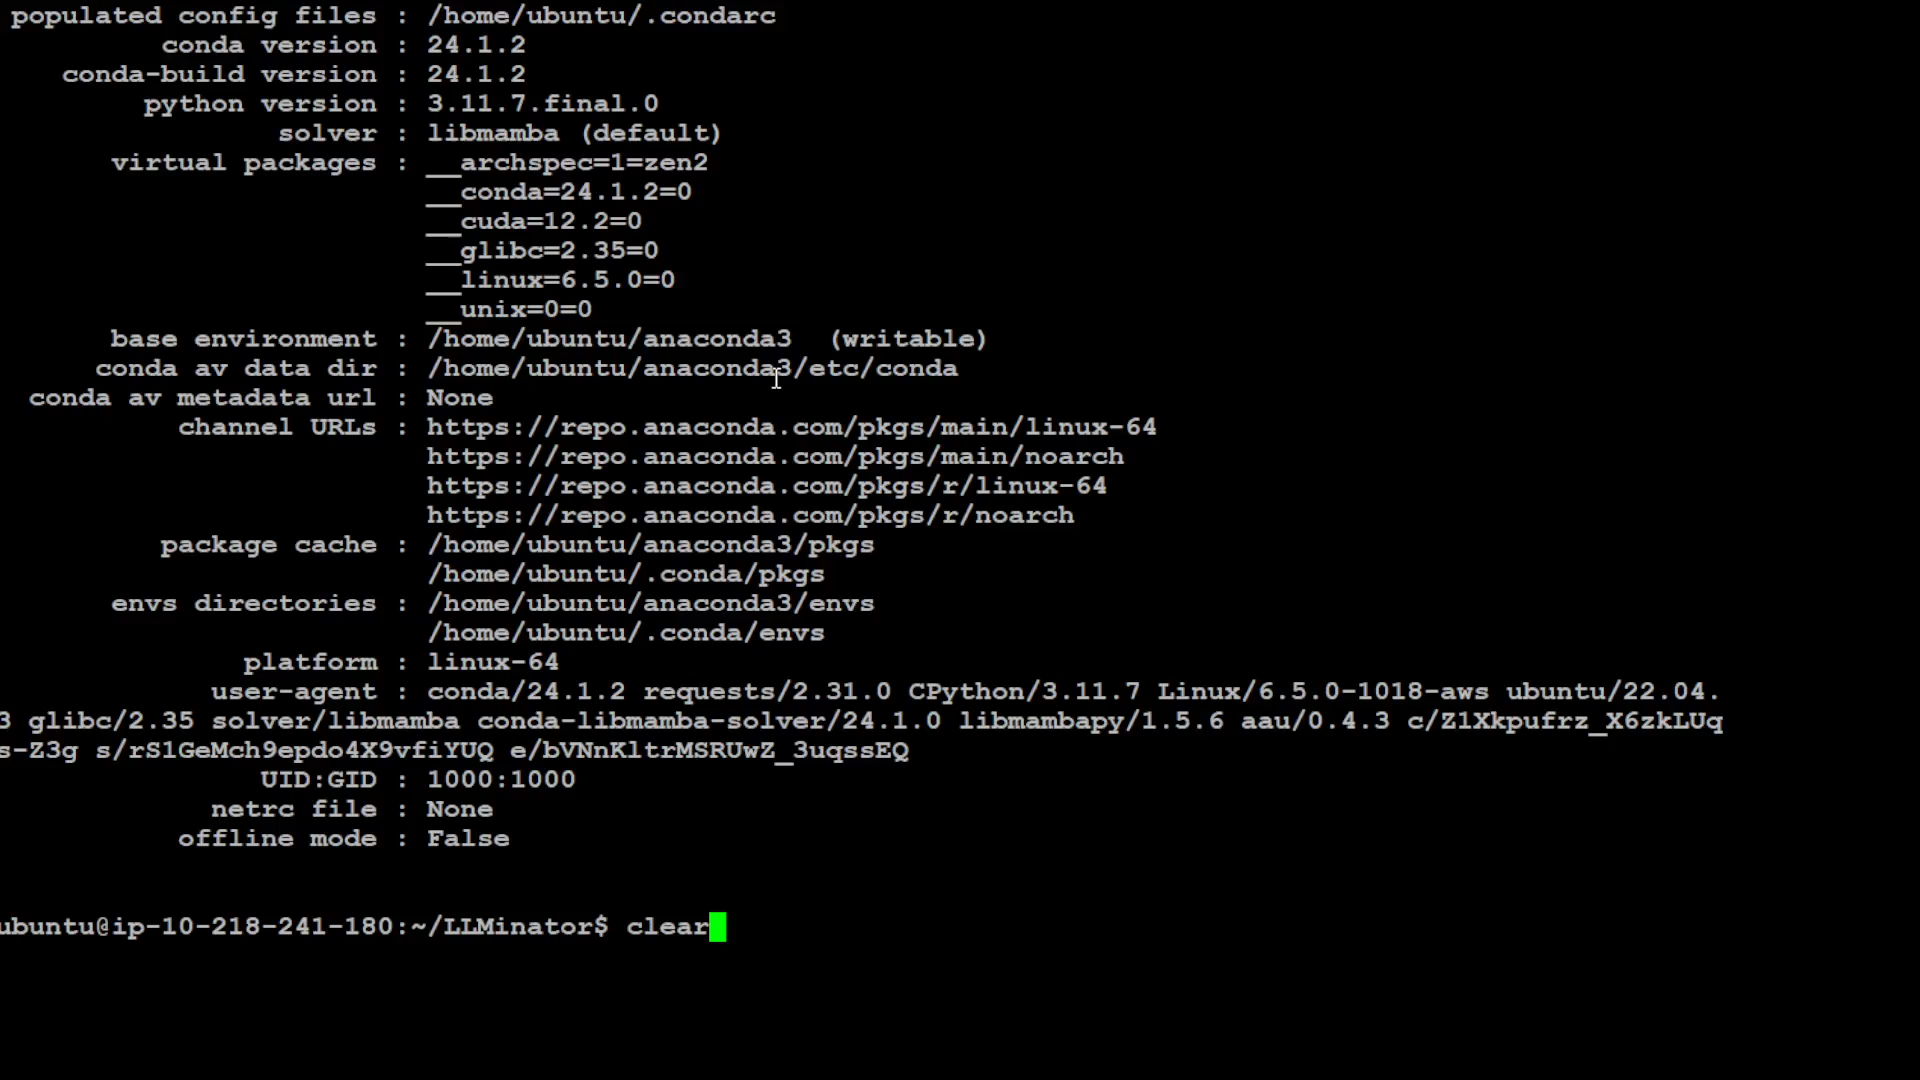 populated config files : /home/ubuntu/.condarc
conda version : 24.1.2
conda-build version : 24.1.2
python version : 3.11.7.final.0
solver : libmamba (default)
virtual packages : __archspec=1=zen2
__conda=24.1.2=0
__cuda=12.2=0
__glibc=2.35=0
__linux=6.5.0=0
__unix=0=0
base environment : /home/ubuntu/anaconda3  (writable)
conda av data dir : /home/ubuntu/anaconda3/etc/conda
conda av metadata url : None
channel URLs : https://repo.anaconda.com/pkgs/main/linux-64
https://repo.anaconda.com/pkgs/main/noarch
https://repo.anaconda.com/pkgs/r/linux-64
https://repo.anaconda.com/pkgs/r/noarch
package cache : /home/ubuntu/anaconda3/pkgs
/home/ubuntu/.conda/pkgs
envs directories : /home/ubuntu/anaconda3/envs
/home/ubuntu/.conda/envs
platform : linux-64
user-agent : conda/24.1.2 requests/2.31.0 CPython/3.11.7 Linux/6.5.0-1018-aws ubuntu/22.04.
3 glibc/2.35 solver/libmamba conda-libmamba-solver/24.1.0 libmambapy/1.5.6 aau/0.4.3 c/Z1Xkpufrz_X6zkLUq
s-Z3g s/rS1GeMch9epdo4X9vfiYUQ e/bVNnKltrMSRUwZ_3uqssEQ
UID:GID : 1000:1000
netrc file : None
offline mode : False
ubuntu@ip-10-218-241-180:~/LLMinator$ clear